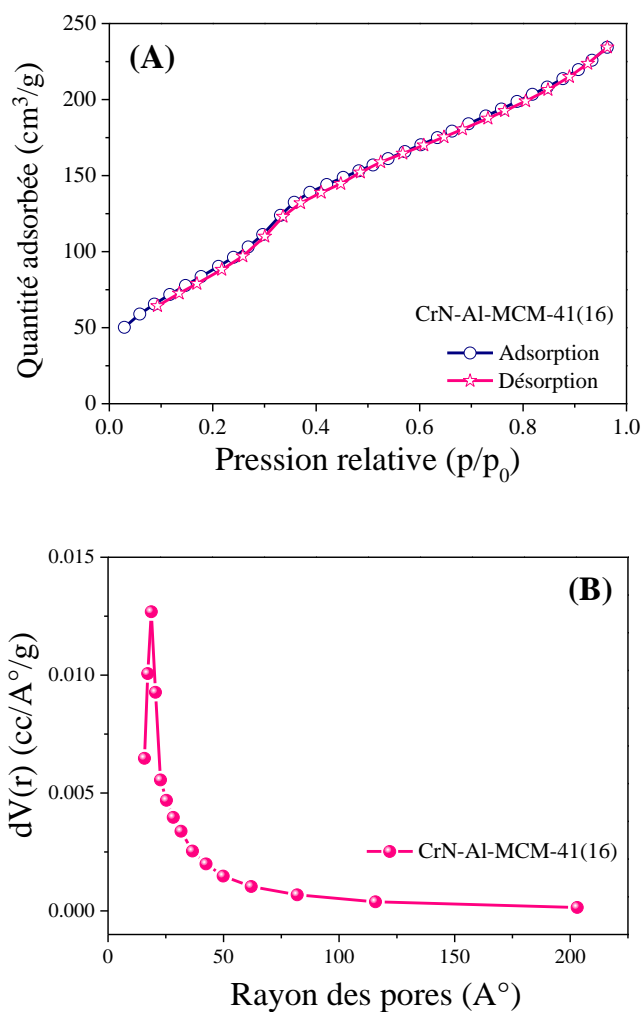 (A)
250
200
150
100
50
0
Quantité adsorbée (cm³/g)
CrN-Al-MCM-41(16)
Adsorption
Désorption
0.0 0.2 0.4 0.6 0.8 1.0
Pression relative (p/p₀)
(B)
0.015
0.010
0.005
0.000
dV(r) (cc/A°/g)
CrN-Al-MCM-41(16)
0 50 100 150 200
Rayon des pores (A°)